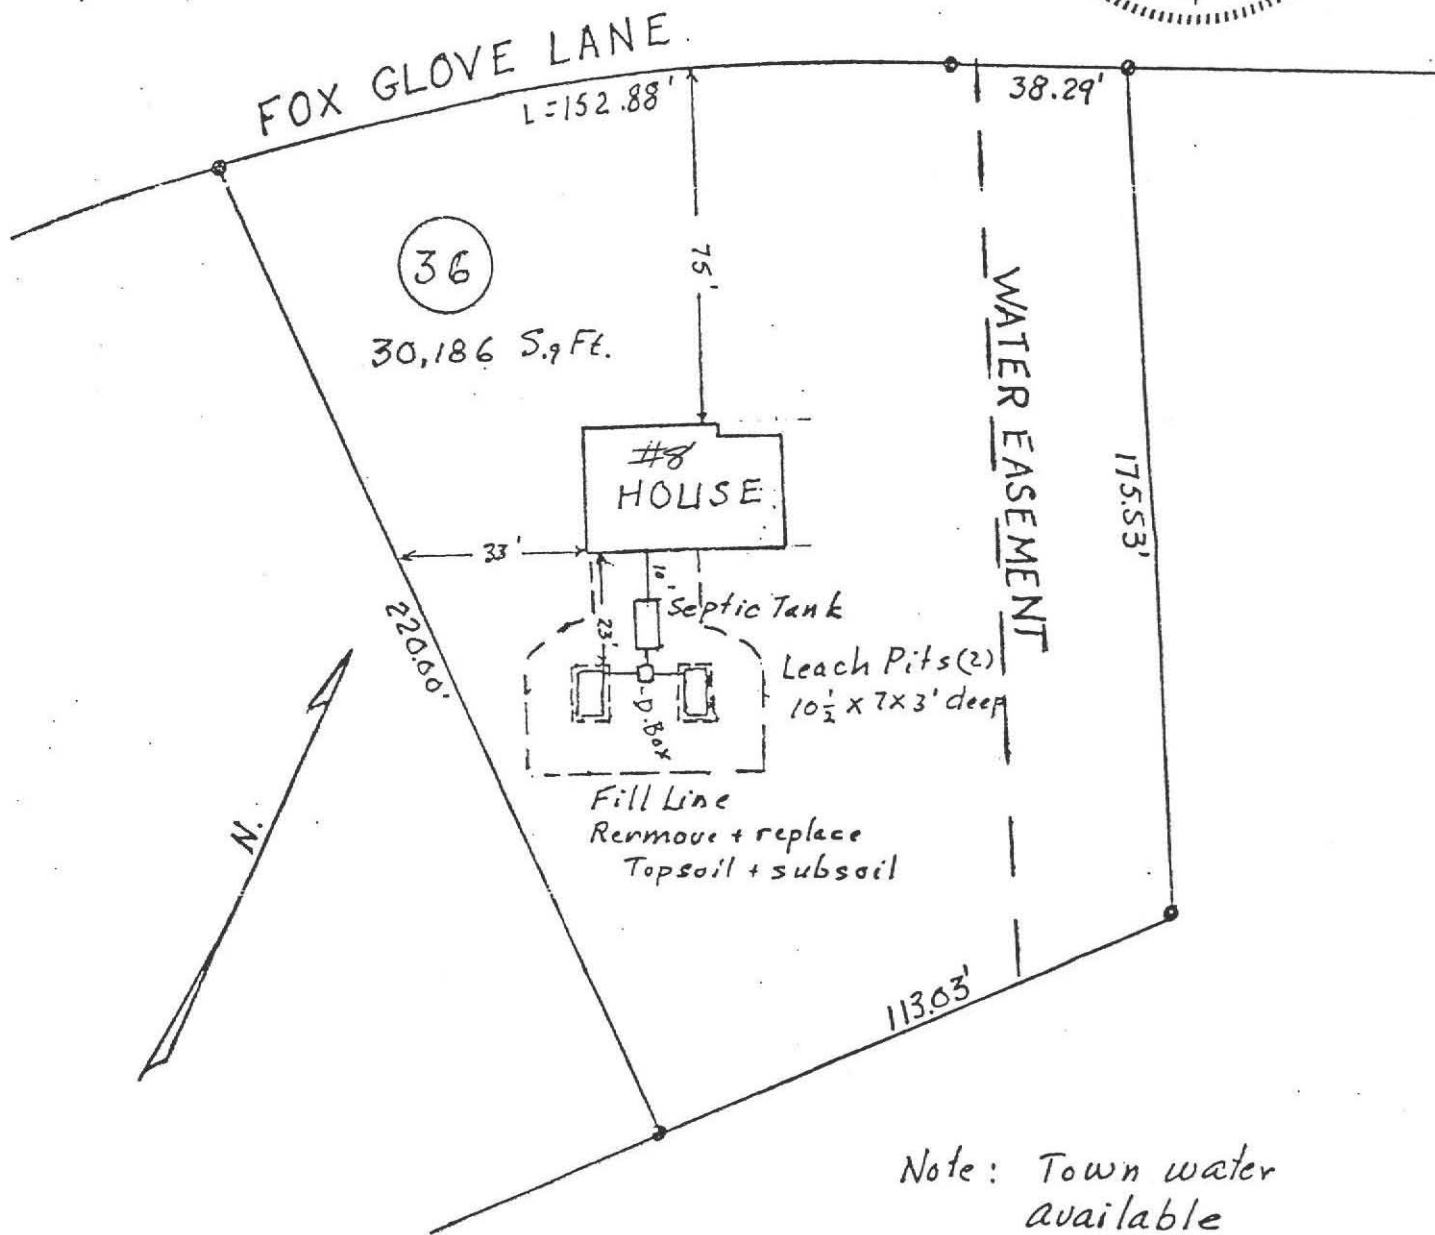 FOX GLOVE LANE
L=152.88'
38.29'
36
30,186 S.q Ft.
75'
WATER EASEMENT
175.53'
#8
HOUSE
33'
10'
23'
Septic Tank
220.00'
Leach Pits(2)
10½ x 7 x 3' deep
D.Box
Fill Line
Rermove + replace
Topsoil + subsoil
N.
113.03'
Note: Town water
available